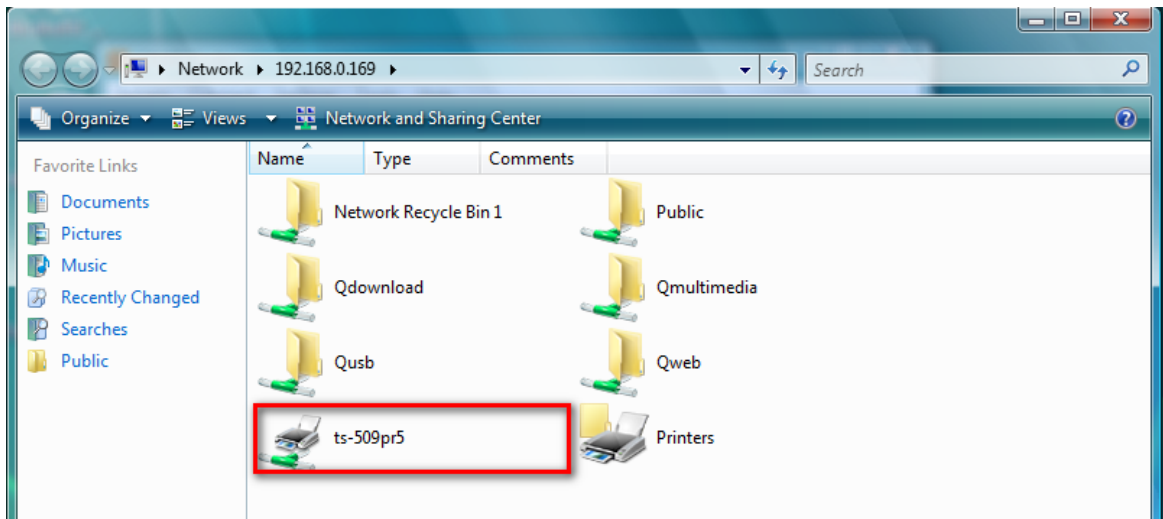 Network 192.168.0.169
Search
Organize Views Network and Sharing Center
Favorite Links
Documents
Pictures
Music
Recently Changed
Searches
Public
Name Type Comments
Network Recycle Bin 1 Public
Qdownload Qmultimedia
Qusb Qweb
ts-509pr5 Printers